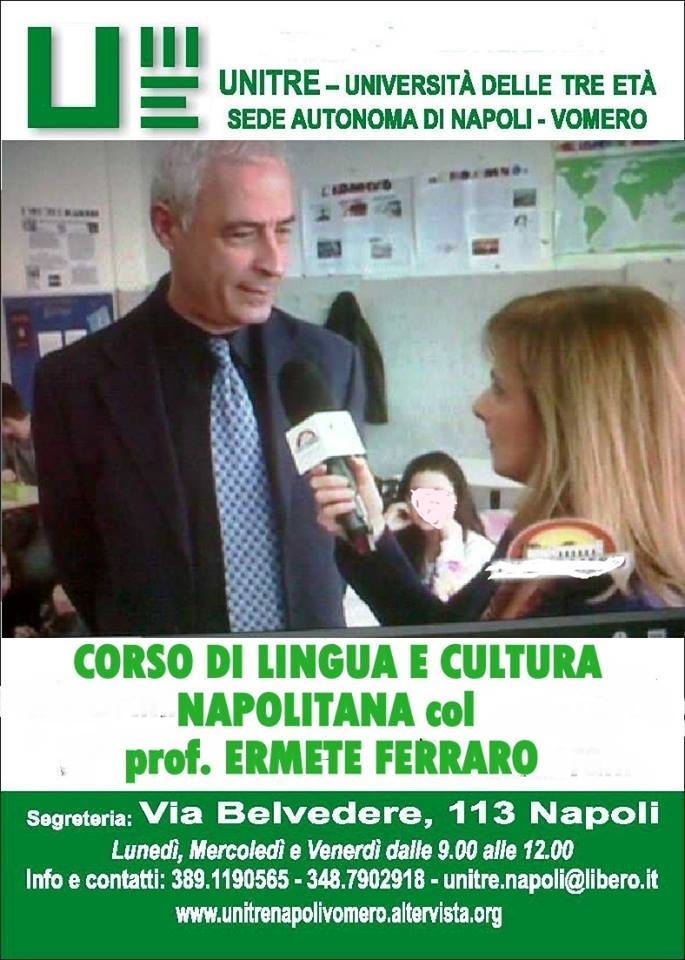 UNITRE – UNIVERSITÀ DELLE TRE ETÀ
SEDE AUTONOMA DI NAPOLI - VOMERO
CORSO DI LINGUA E CULTURA
NAPOLITANA col
prof. ERMETE FERRARO
Segreteria: Via Belvedere, 113 Napoli
Lunedì, Mercoledì e Venerdì dalle 9.00 alle 12.00
Info e contatti: 389.1190565 - 348.7902918 - unitre.napoli@libero.it
www.unitrenapolivomero.altervista.org